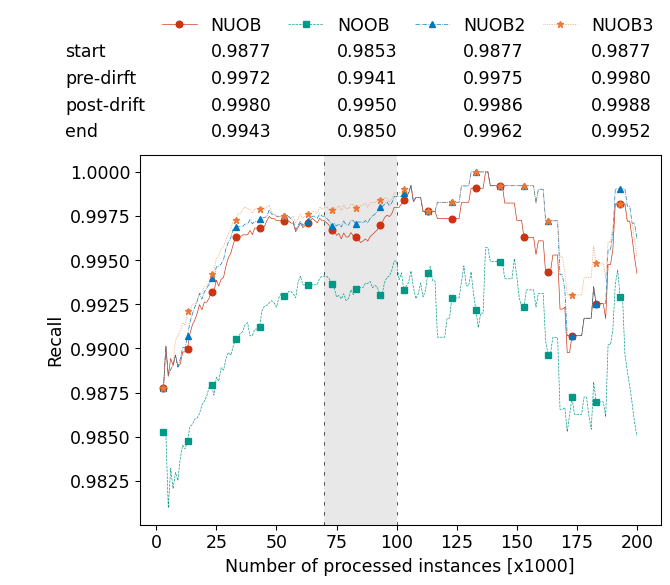 NUOB NOOB NUOB2 NUOB3
start 0.9877 0.9853 0.9877 0.9877
pre-dirft 0.9972 0.9941 0.9975 0.9980
post-drift 0.9980 0.9950 0.9986 0.9988
end 0.9943 0.9850 0.9962 0.9952
1.0000
0.9975
0.9950
0.9925
0.9900
0.9875
0.9850
0.9825
Recall
0 25 50 75 100 125 150 175 200
Number of processed instances [x1000]